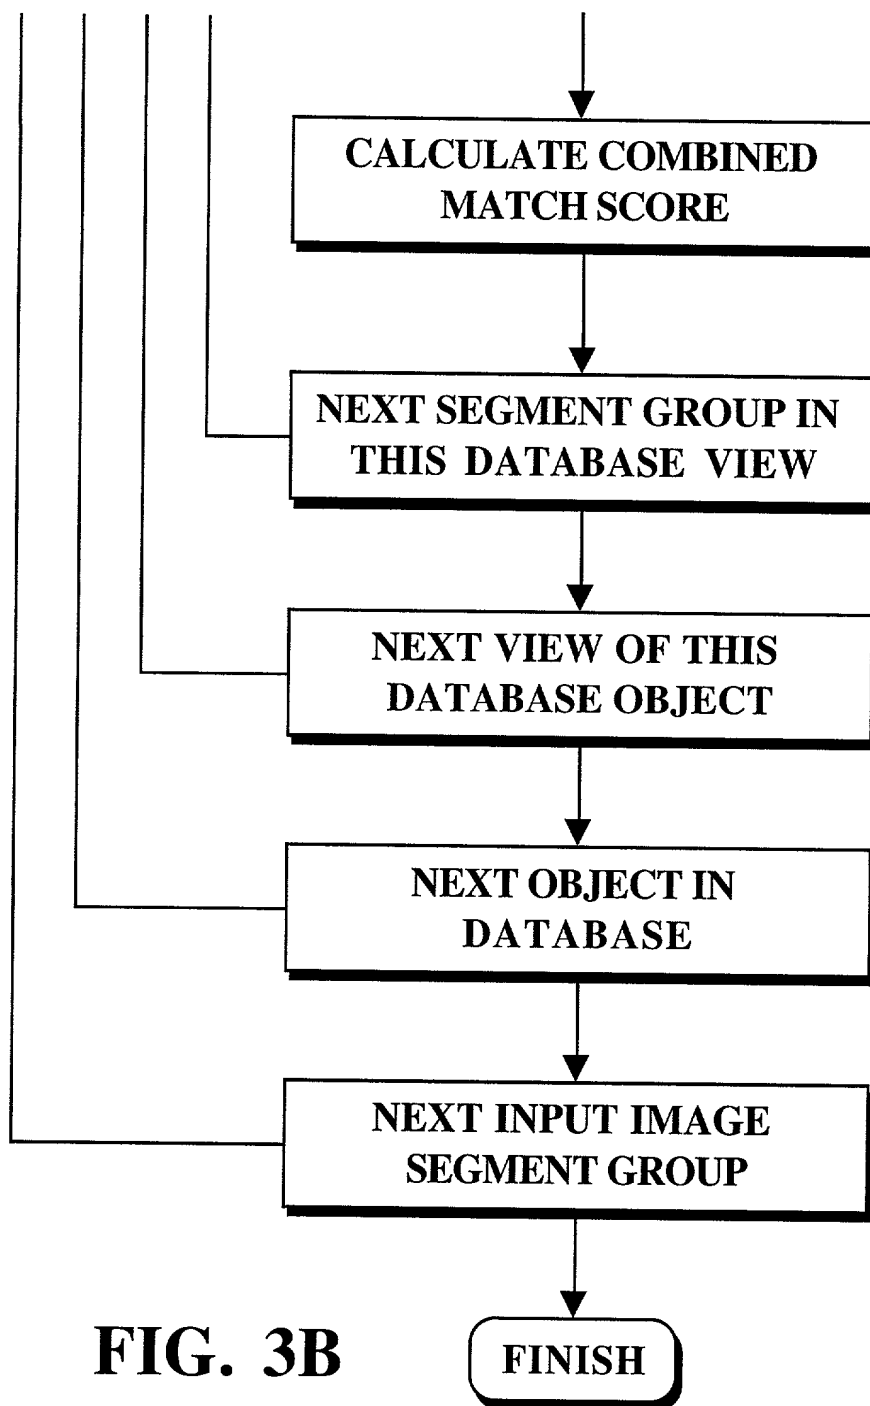 CALCULATE COMBINED
MATCH SCORE
NEXT SEGMENT GROUP IN
THIS DATABASE VIEW
NEXT VIEW OF THIS
DATABASE OBJECT
NEXT OBJECT IN
DATABASE
NEXT INPUT IMAGE
SEGMENT GROUP
FINISH
FIG. 3B